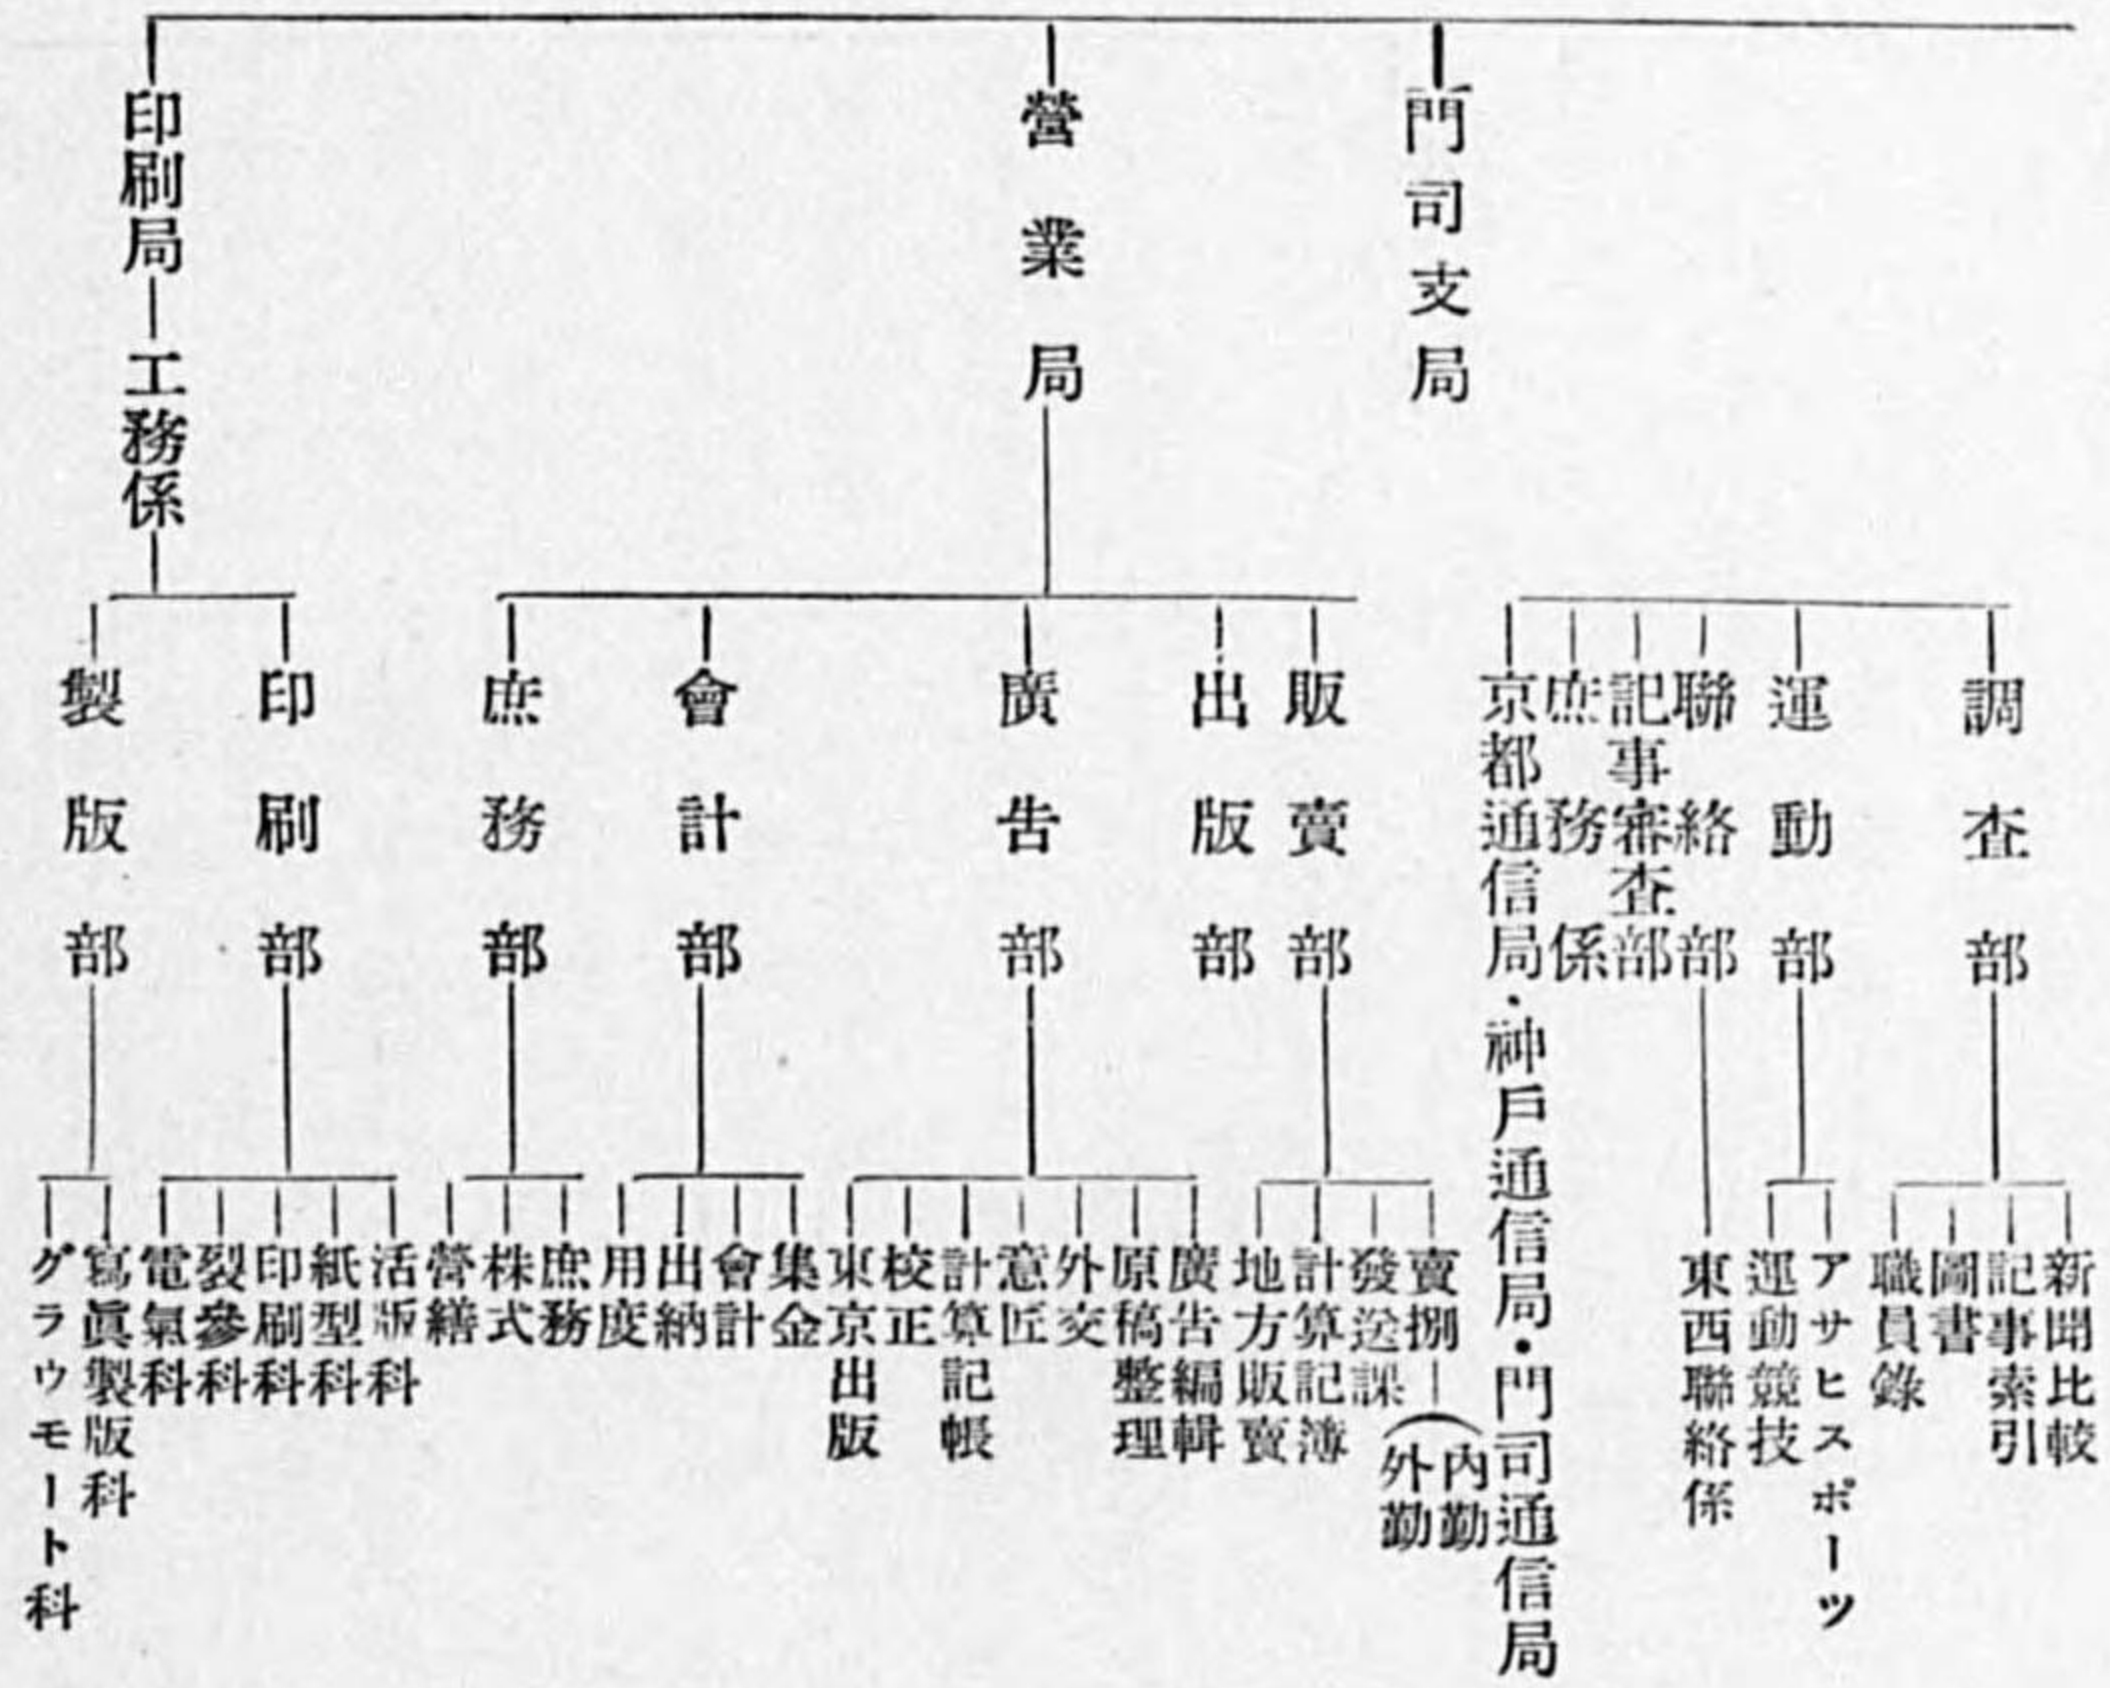 門司支局
營業局
印刷局―工務係
調査部
運動部
聯絡部
記事審査部
庶務係
京都通信局・神戶通信局・門司通信局
販賣部
出版部
廣告部
會計部
庶務部
印刷部
製版部
新聞比較
記事索引
圖書
職員錄
アサヒスポーツ
運動競技
東西聯絡係
賣捌―(內勤
外勤
發送課
計算記簿
地方販賣
廣告編輯
原稿整理
外交
意匠
計算記帳
校正
東京出版
集金
會計
出納
用度
庶務
株式
營繕
活版科
紙型科
印刷科
裂參科
電氣科
寫眞製版科
グラウモート科